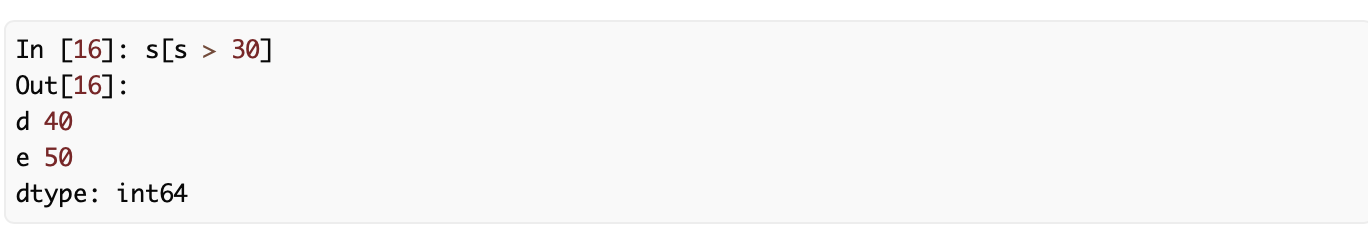 In [16]: s[s > 30]
Out[16]:
d 40
e 50
dtype: int64